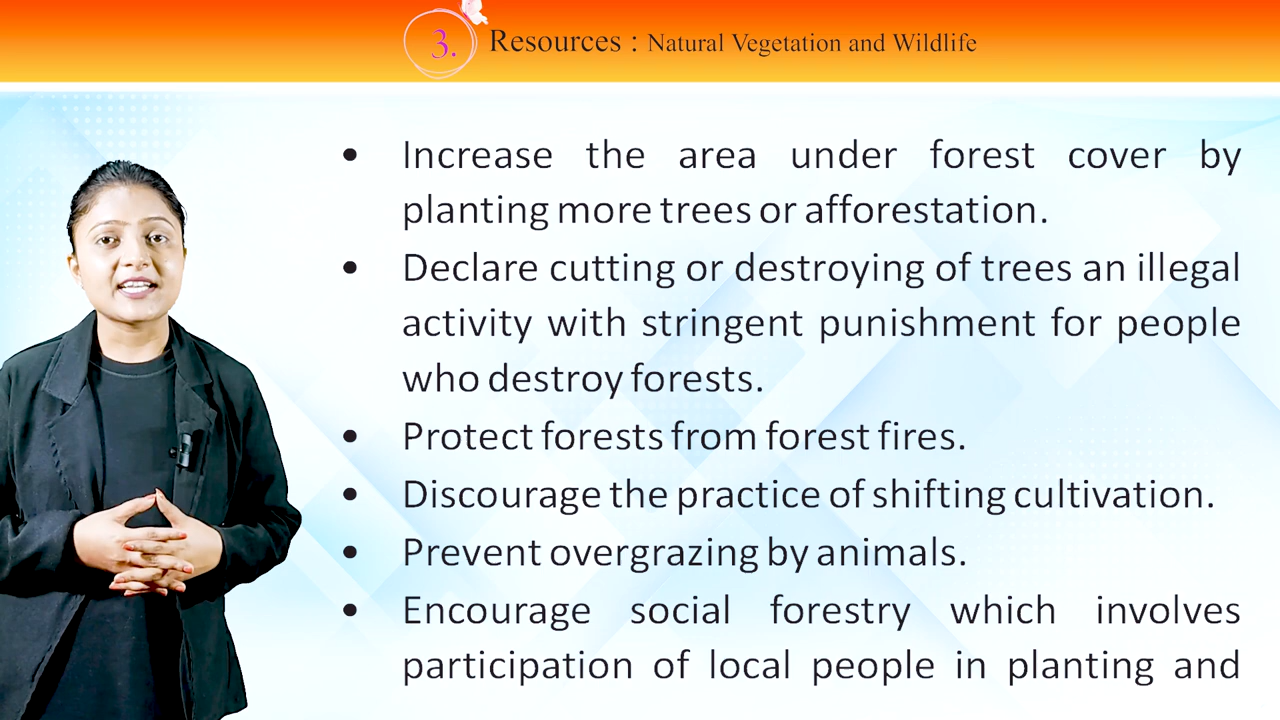 3. Resources : Natural Vegetation and Wildlife
• Increase the area under forest cover by
planting more trees or afforestation.
• Declare cutting or destroying of trees an illegal
activity with stringent punishment for people
who destroy forests.
• Protect forests from forest fires.
• Discourage the practice of shifting cultivation.
• Prevent overgrazing by animals.
• Encourage social forestry which involves
participation of local people in planting and